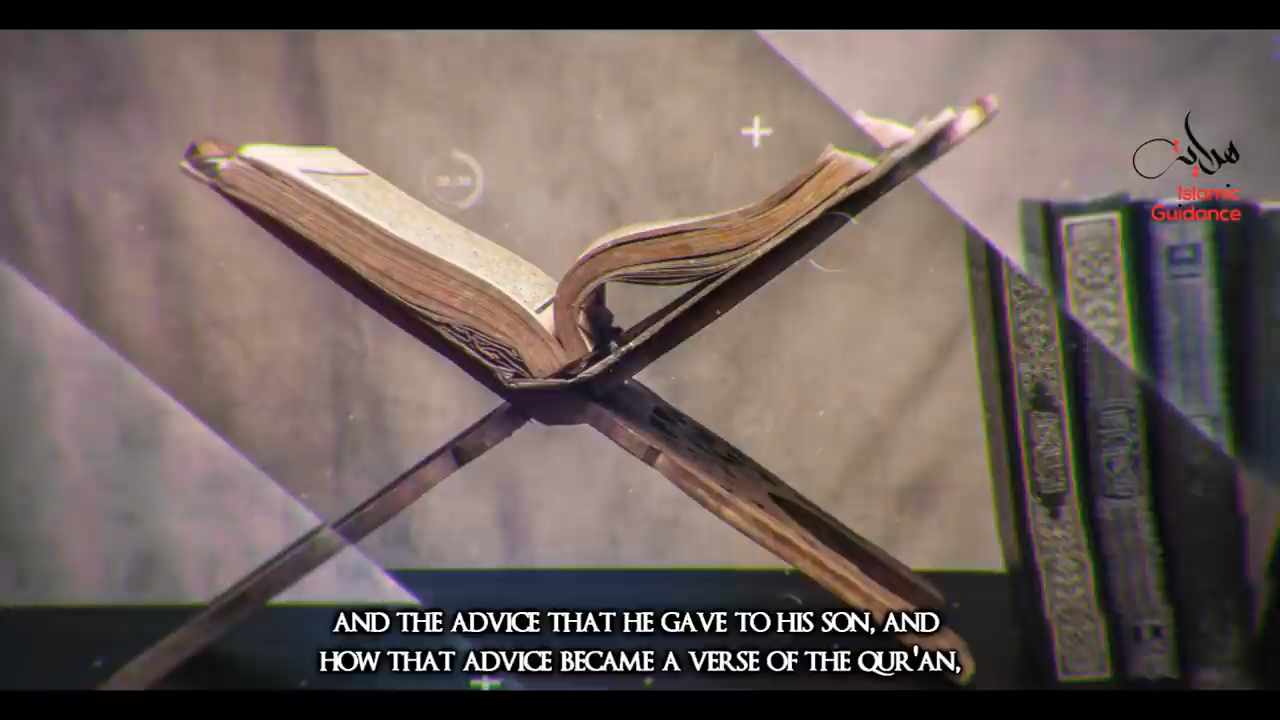 هداية
Islamic
Guidance
AND THE ADVICE THAT HE GAVE TO HIS SON, AND
HOW THAT ADVICE BECAME A VERSE OF THE QUR'AN,